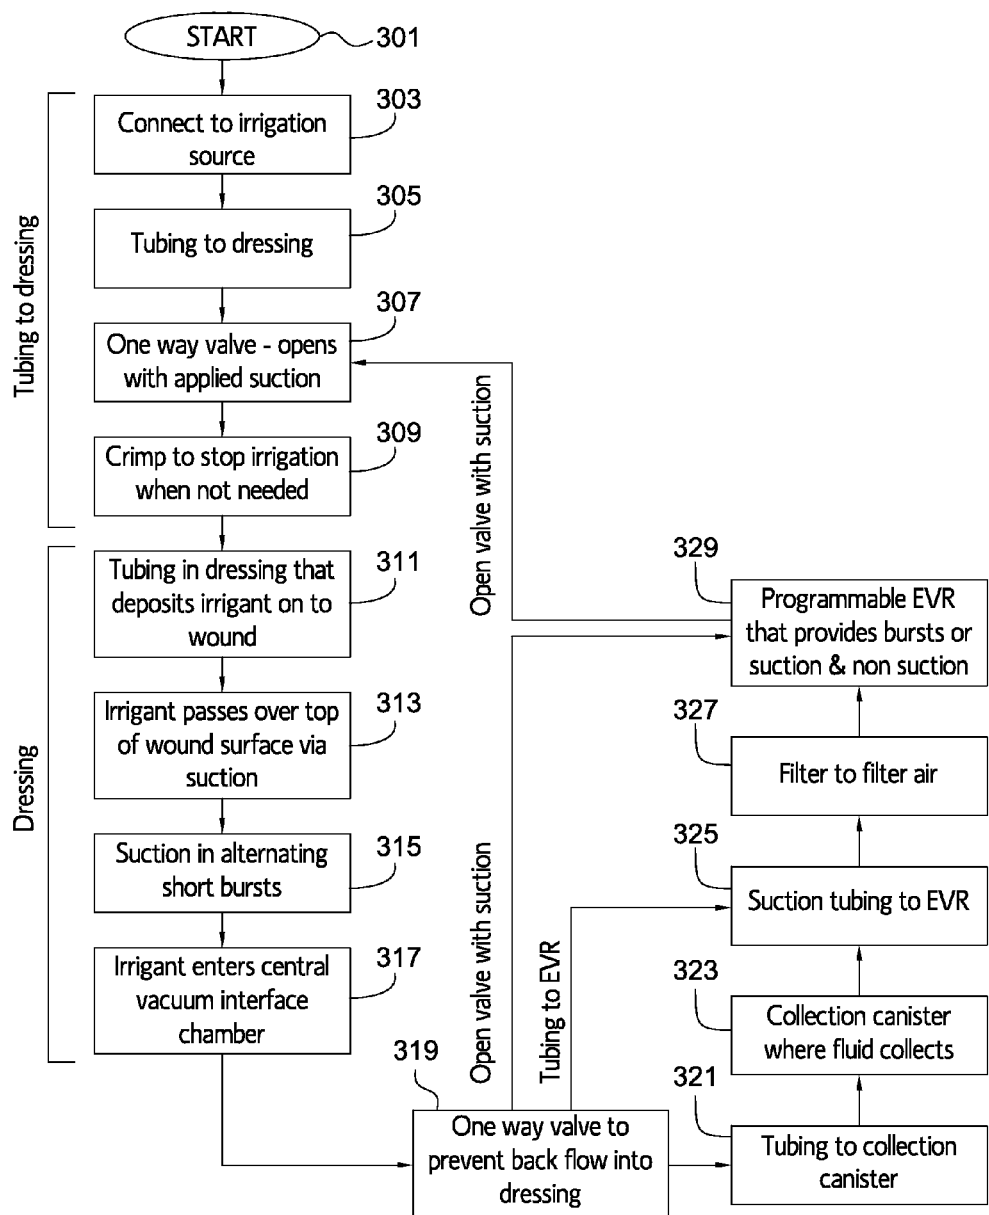 START
301
303
Connect to irrigation
source
305
Tubing to dressing
307
One way valve - opens
with applied suction
309
Crimp to stop irrigation
when not needed
Tubing to dressing
311
Tubing in dressing that
deposits irrigant on to
wound
313
Irrigant passes over top
of wound surface via
suction
315
Suction in alternating
short bursts
317
Irrigant enters central
vacuum interface
chamber
Dressing
319
One way valve to
prevent back flow into
dressing
Open valve with suction
Open valve with suction
Tubing to EVR
329
Programmable EVR
that provides bursts or
suction & non suction
327
Filter to filter air
325
Suction tubing to EVR
323
Collection canister
where fluid collects
321
Tubing to collection
canister